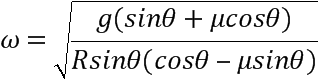 ω = √(g(sinθ + μcosθ) / Rsinθ(cosθ − μsinθ))